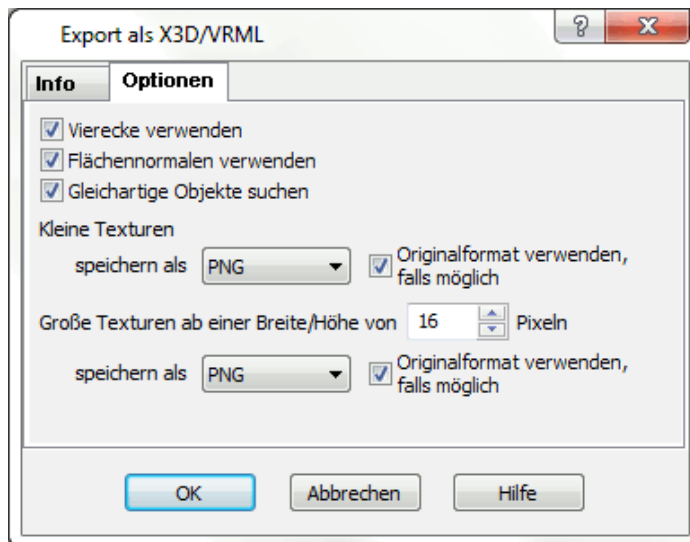 Export als X3D/VRML
?
Info
Optionen
Vierecke verwenden
Flächennormalen verwenden
Gleichartige Objekte suchen
Kleine Texturen
speichern als PNG Originalformat verwenden,
falls möglich
Große Texturen ab einer Breite/Höhe von 16 Pixeln
speichern als PNG Originalformat verwenden,
falls möglich
OK Abbrechen Hilfe